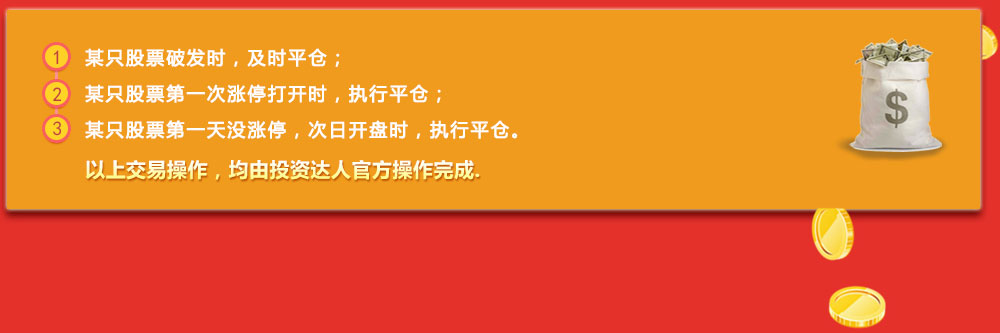 1 某只股票破发时，及时平仓；
2 某只股票第一次涨停打开时，执行平仓；
3 某只股票第一天没涨停，次日开盘时，执行平仓。
以上交易操作，均由投资达人官方操作完成.
$